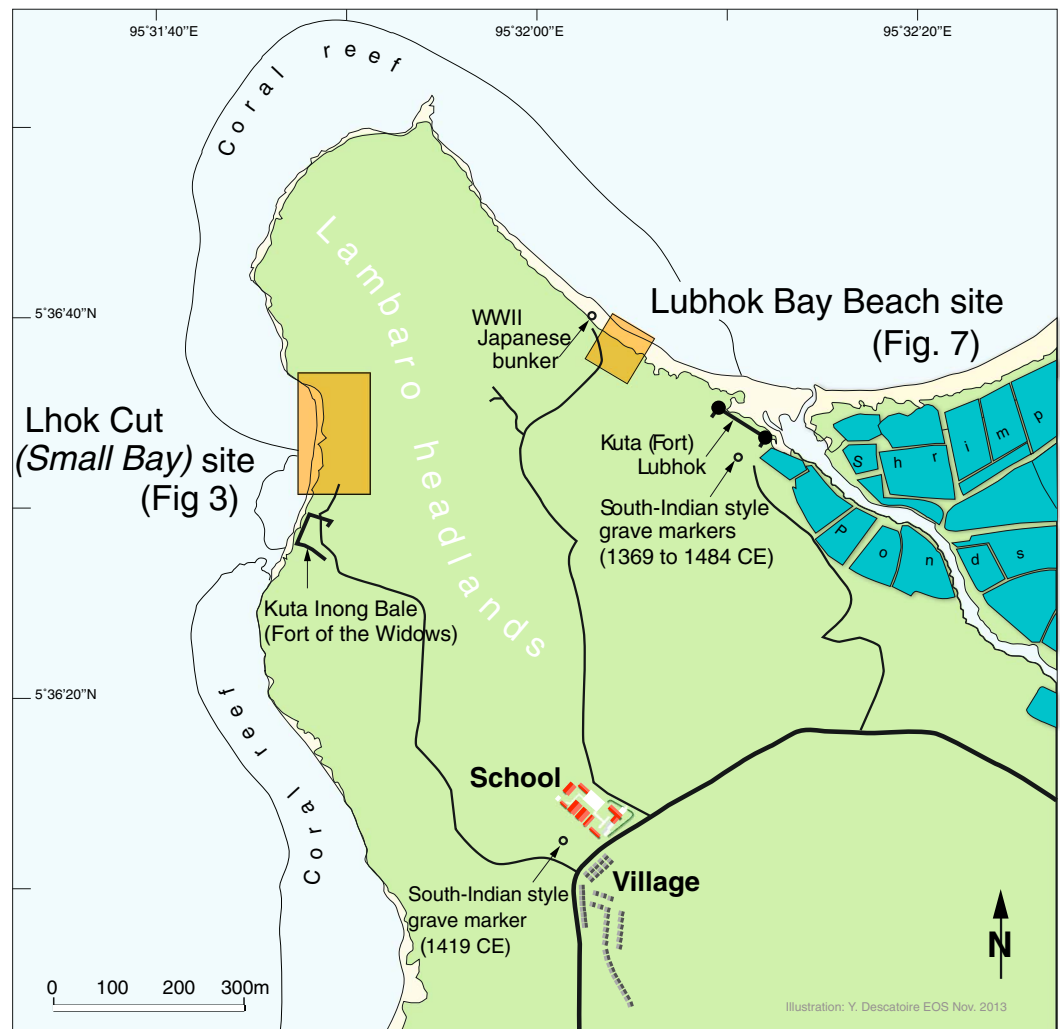 95˚31'40"E
95˚32'00"E
95˚32'20"E
Coral reef
Lambaro headlands
5˚36'40"N
WWII
Japanese
bunker
Lubhok Bay Beach site
(Fig. 7)
Lhok Cut
(Small Bay) site
(Fig 3)
Kuta (Fort)
Lubhok
South-Indian style
grave markers
(1369 to 1484 CE)
Shrimp
Ponds
Kuta Inong Bale
(Fort of the Widows)
5˚36'20"N
Coral reef
School
Village
South-Indian style
grave marker
(1419 CE)
N
0 100 200 300m
Illustration: Y. Descatoire EOS Nov. 2013